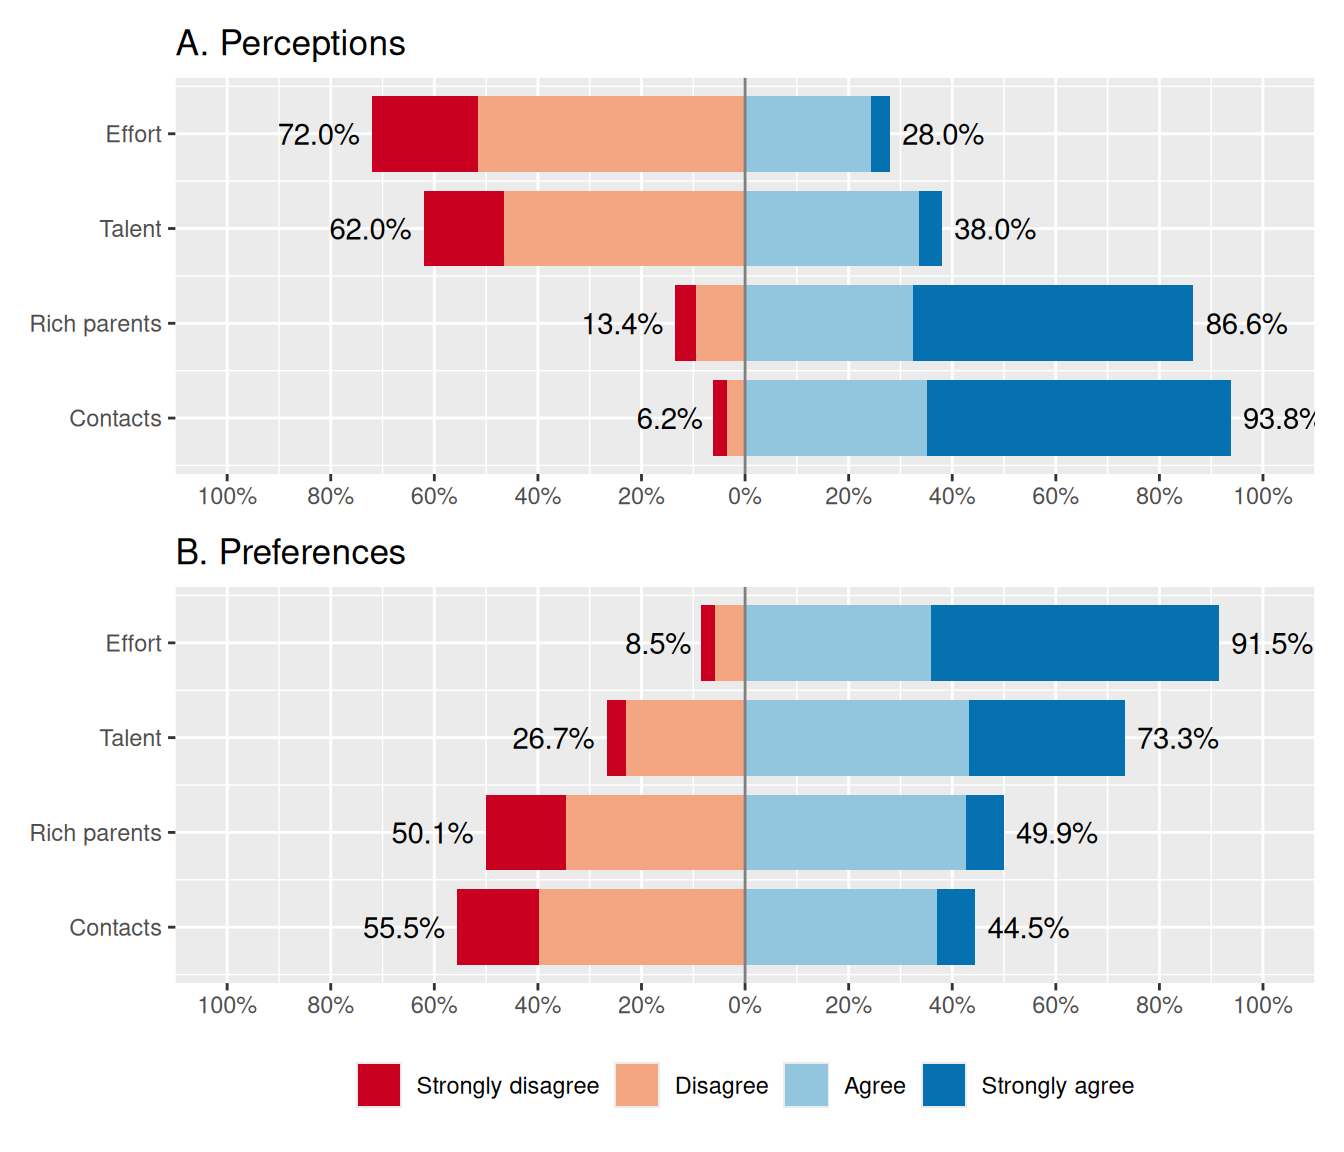 A. Perceptions
Effort 72.0% 28.0%
Talent 62.0% 38.0%
Rich parents 13.4% 86.6%
Contacts 6.2% 93.8%
100% 80% 60% 40% 20% 0% 20% 40% 60% 80% 100%
B. Preferences
Effort 8.5% 91.5%
Talent 26.7% 73.3%
Rich parents 50.1% 49.9%
Contacts 55.5% 44.5%
100% 80% 60% 40% 20% 0% 20% 40% 60% 80% 100%
Strongly disagree Disagree Agree Strongly agree